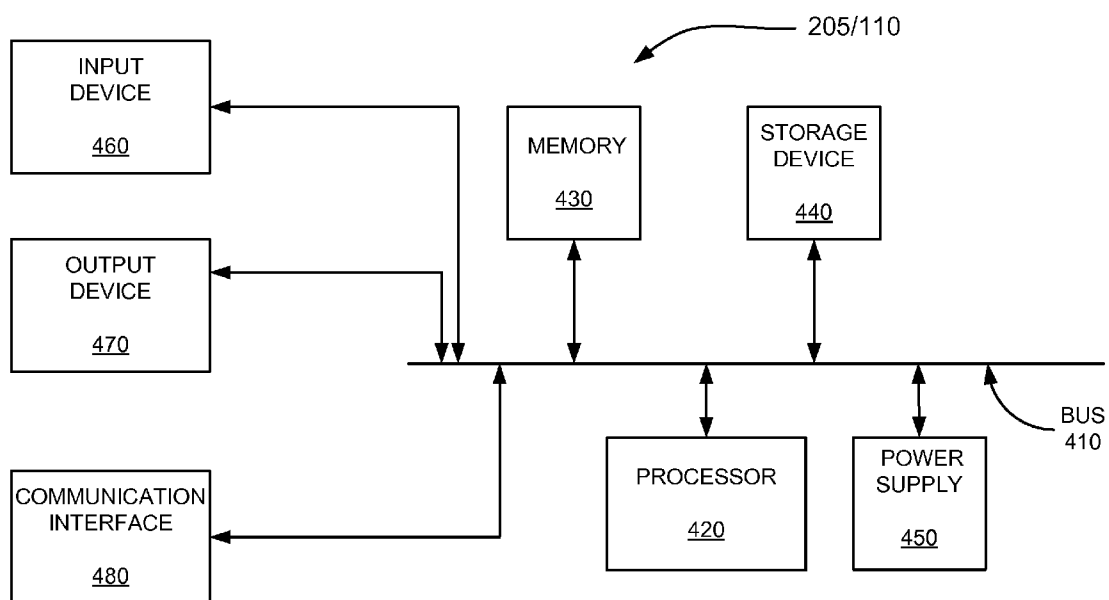 205/110
INPUT
DEVICE
460
MEMORY
430
STORAGE
DEVICE
440
OUTPUT
DEVICE
470
BUS
410
COMMUNICATION
INTERFACE
480
PROCESSOR
420
POWER
SUPPLY
450